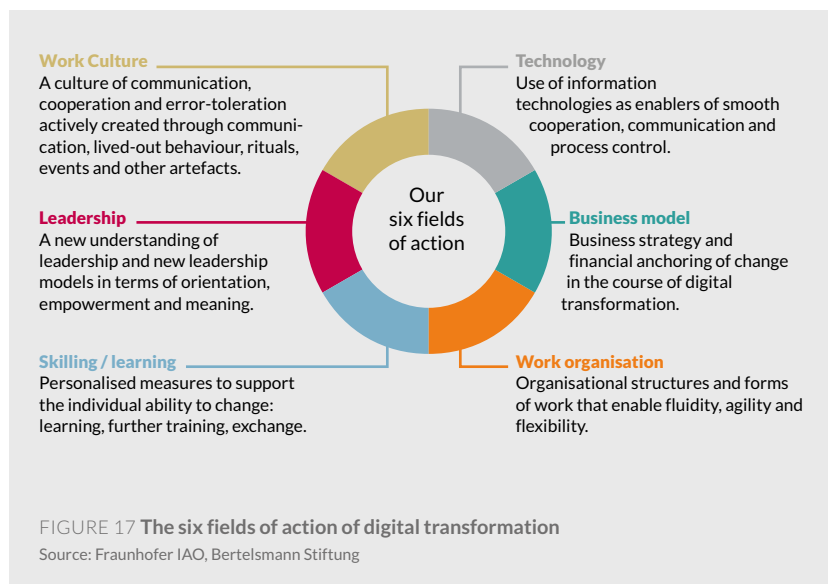 Work Culture
A culture of communication,
cooperation and error-toleration
actively created through communi-
cation, lived-out behaviour, rituals,
events and other artefacts.
Technology
Use of information
technologies as enablers of smooth
cooperation, communication and
process control.
Our
six fields
of action
Leadership
A new understanding of
leadership and new leadership
models in terms of orientation,
empowerment and meaning.
Business model
Business strategy and
financial anchoring of change
in the course of digital
transformation.
Skilling / learning
Personalised measures to support
the individual ability to change:
learning, further training, exchange.
Work organisation
Organisational structures and forms
of work that enable fluidity, agility and
flexibility.
FIGURE 17 The six fields of action of digital transformation
Source: Fraunhofer IAO, Bertelsmann Stiftung